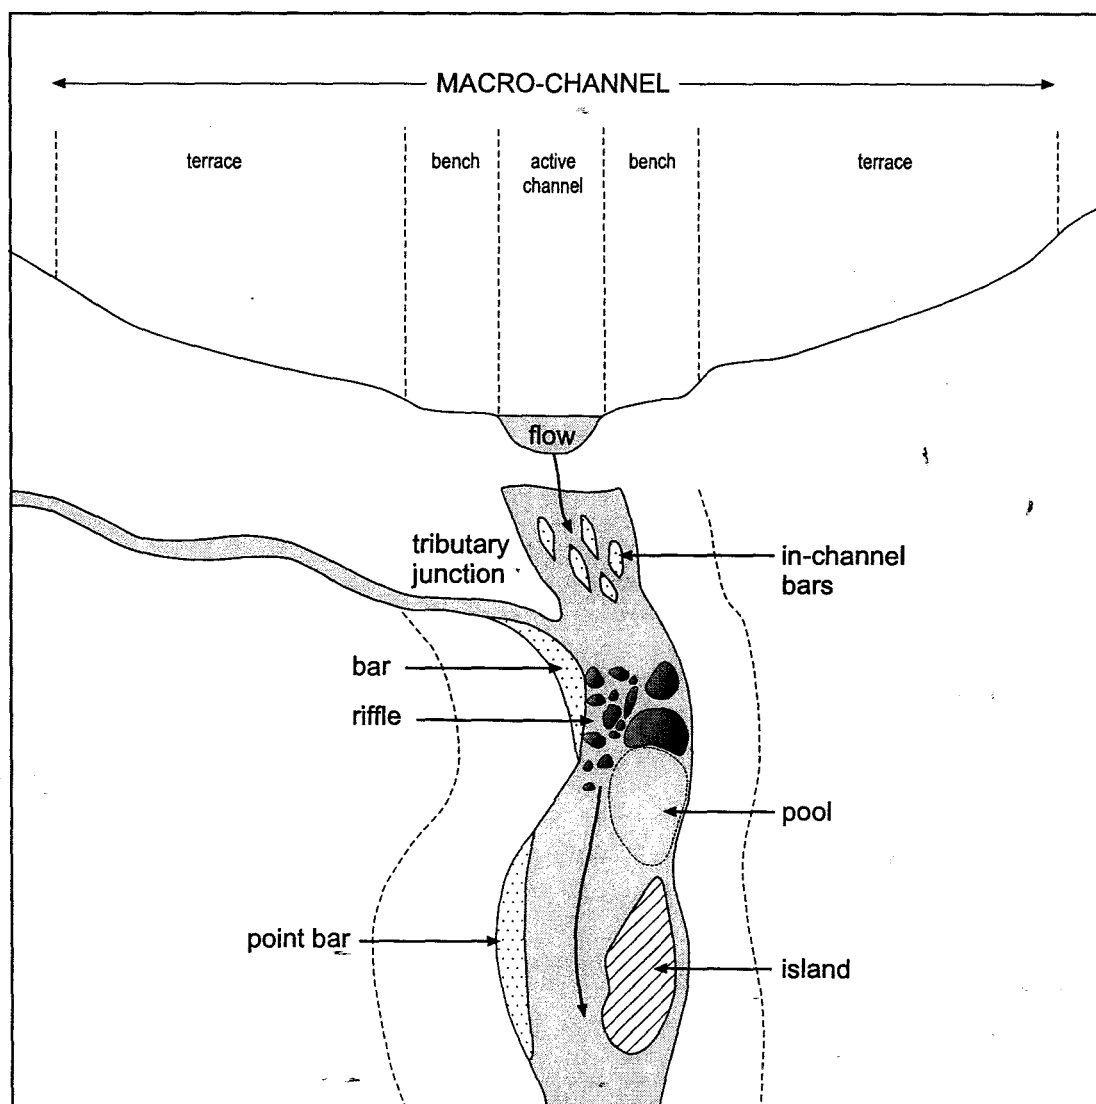 MACRO-CHANNEL
terrace
bench
active
channel
bench
terrace
flow
tributary
junction
in-channel
bars
bar
riffle
pool
point bar
island